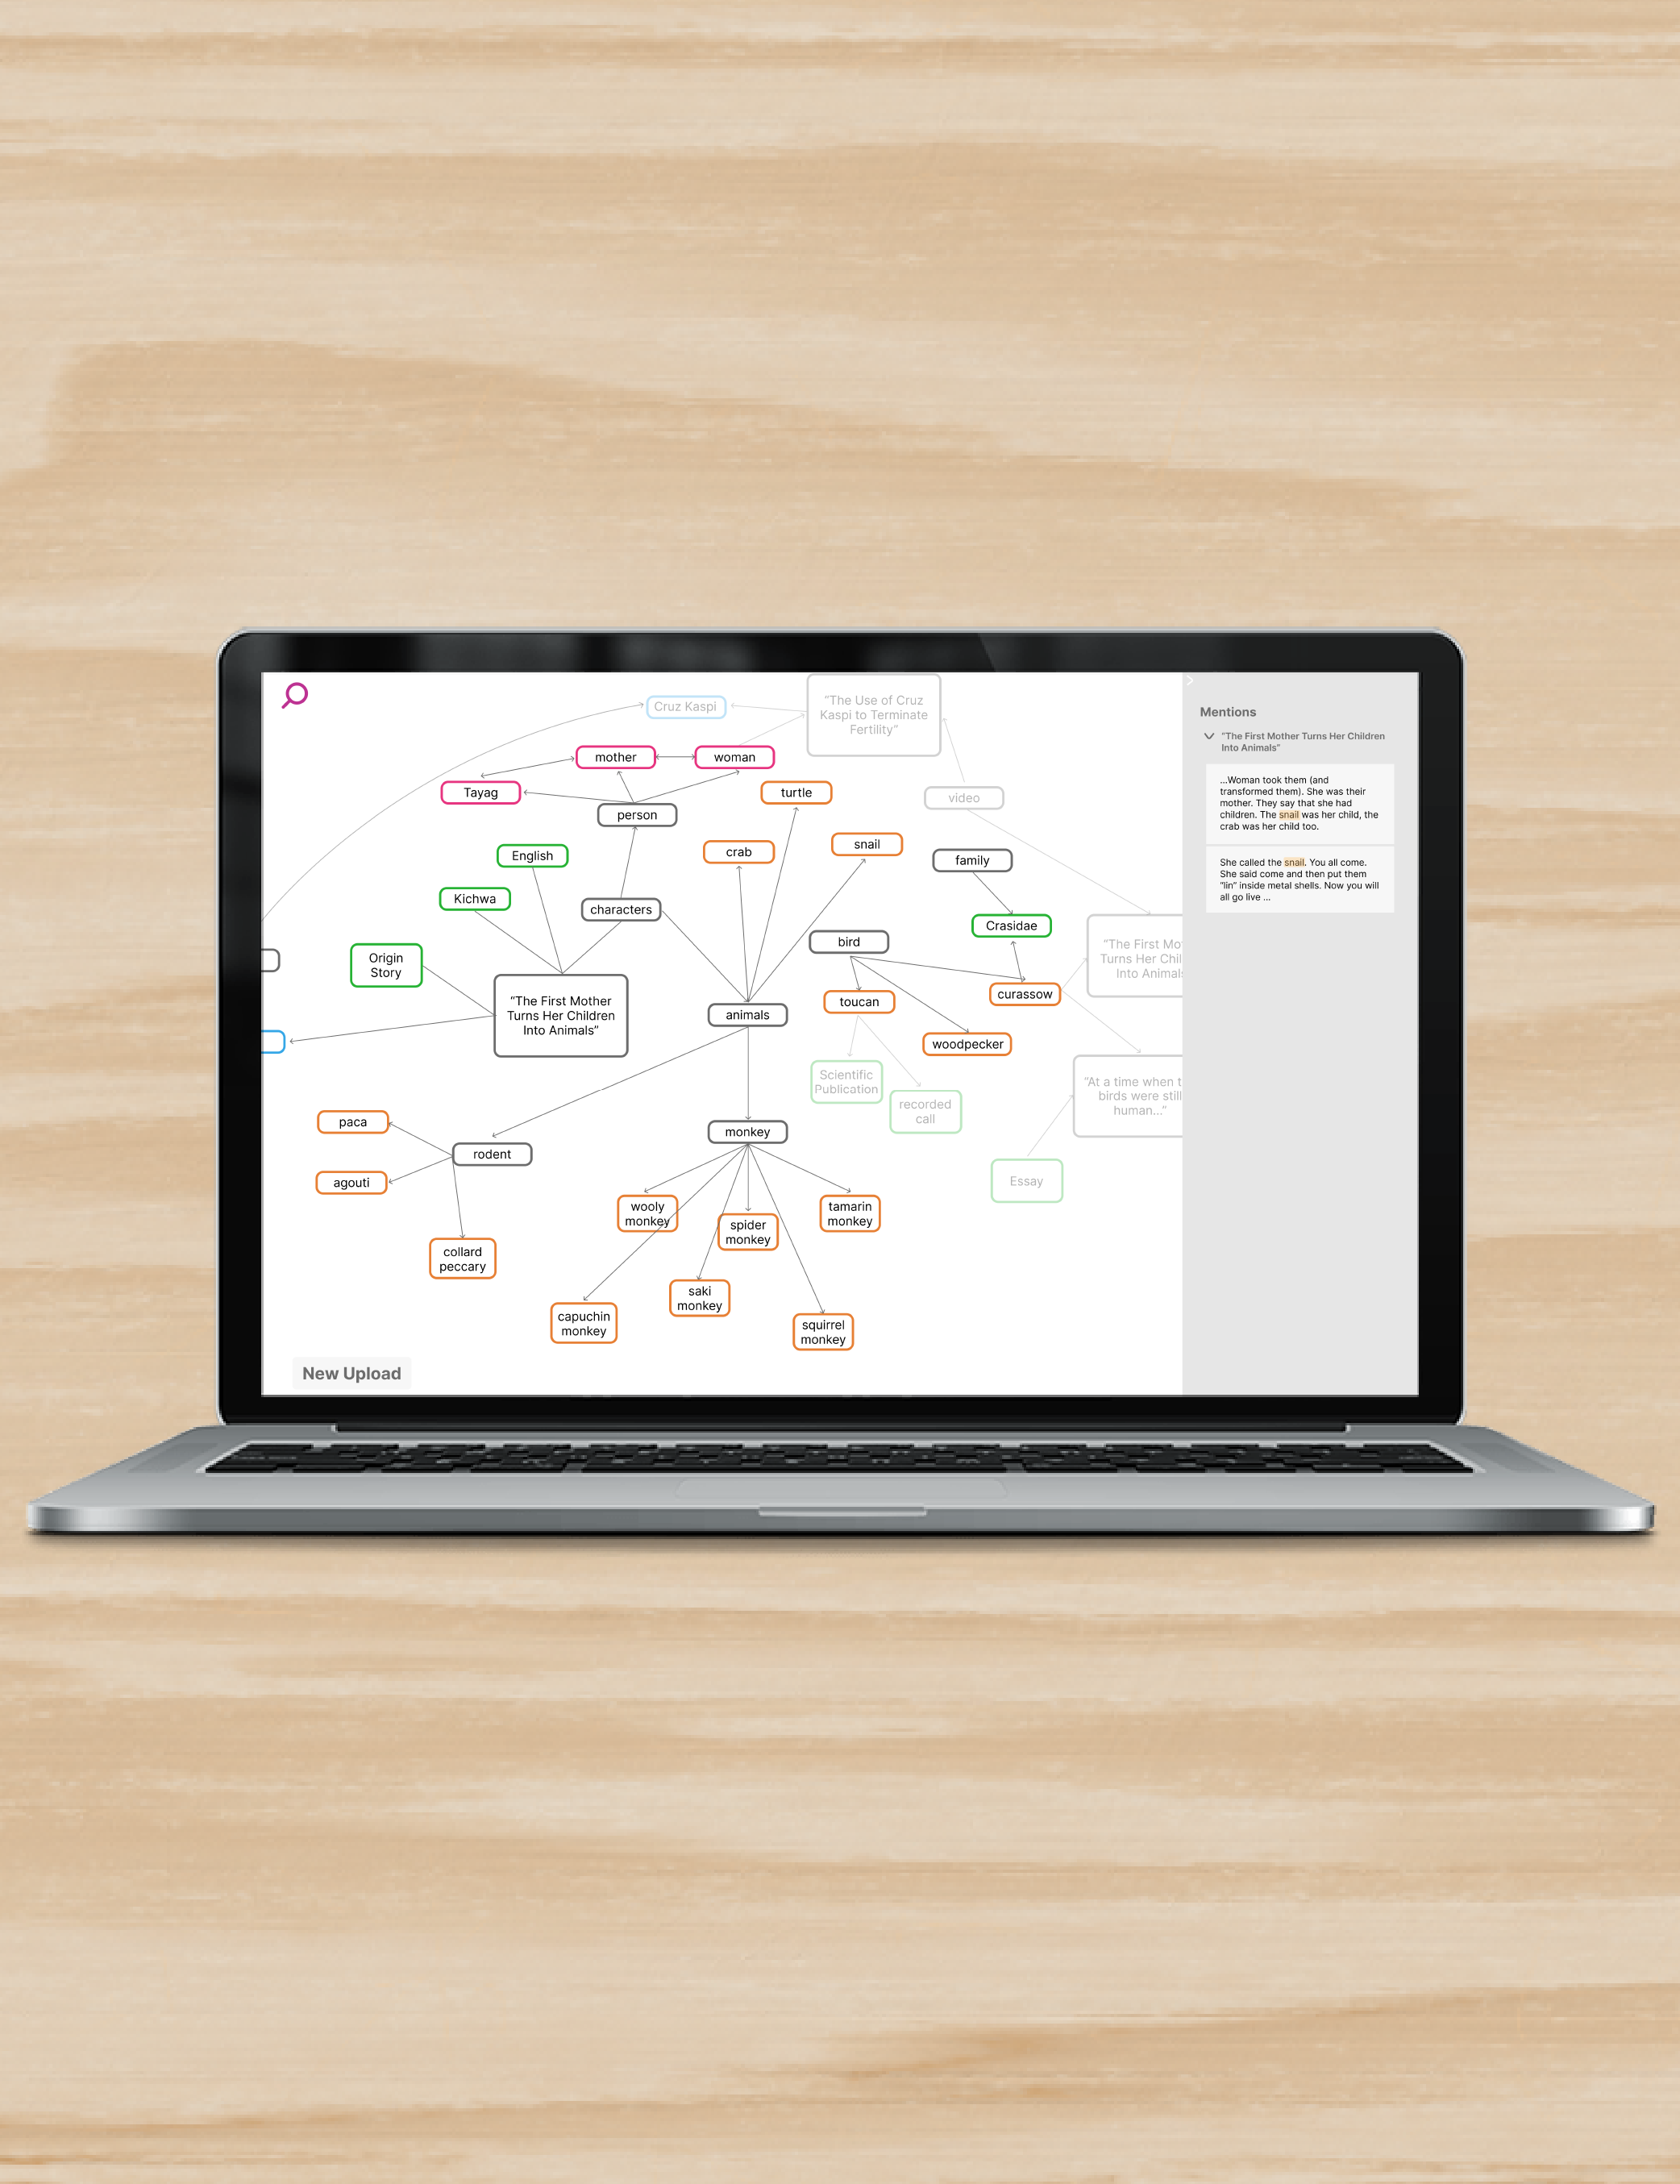 Cruz Kaspi
“The Use of Cruz
Kaspi to Terminate
Fertility”
mother
woman
Tayag
turtle
video
person
English
crab
snail
family
Kichwa
characters
Crasidae
bird
Origin
Story
“The First Mother
Turns Her Children
Into Animals”
animals
toucan
curassow
woodpecker
“The First Mo
Turns Her Chil
Into Animals
Scientific
Publication
recorded
call
“At a time when t
birds were still
human...”
Essay
paca
agouti
rodent
collard
peccary
monkey
wooly
monkey
spider
monkey
tamarin
monkey
saki
monkey
capuchin
monkey
squirrel
monkey
New Upload
Mentions
“The First Mother Turns Her Children
Into Animals”
...Woman took them (and
transformed them). She was their
mother. They say that she had
children. The snail was her child, the
crab was her child too.
She called the snail. You all come.
She said come and then put them
“lin” inside metal shells. Now you will
all go live ...